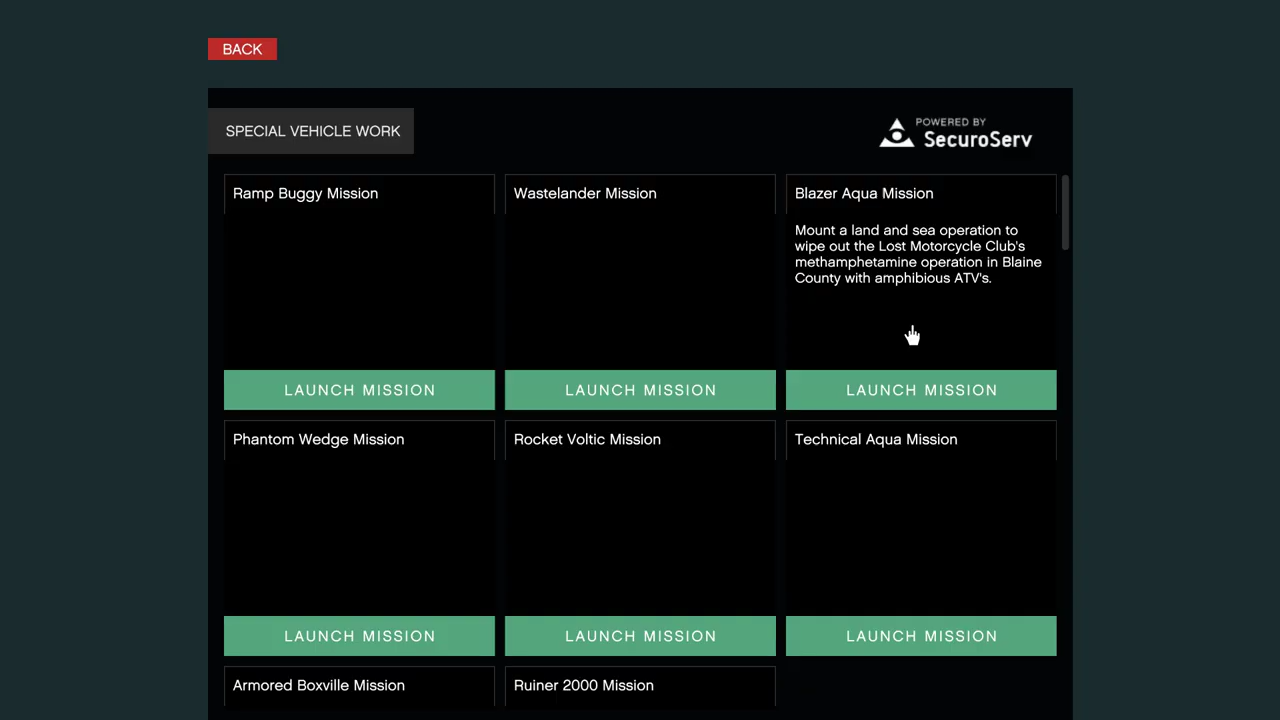 BACK
SPECIAL VEHICLE WORK
POWERED BY
SecuroServ
Ramp Buggy Mission
Wastelander Mission
Blazer Aqua Mission
Mount a land and sea operation to
wipe out the Lost Motorcycle Club's
methamphetamine operation in Blaine
County with amphibious ATV's.
LAUNCH MISSION
LAUNCH MISSION
LAUNCH MISSION
Phantom Wedge Mission
Rocket Voltic Mission
Technical Aqua Mission
LAUNCH MISSION
LAUNCH MISSION
LAUNCH MISSION
Armored Boxville Mission
Ruiner 2000 Mission